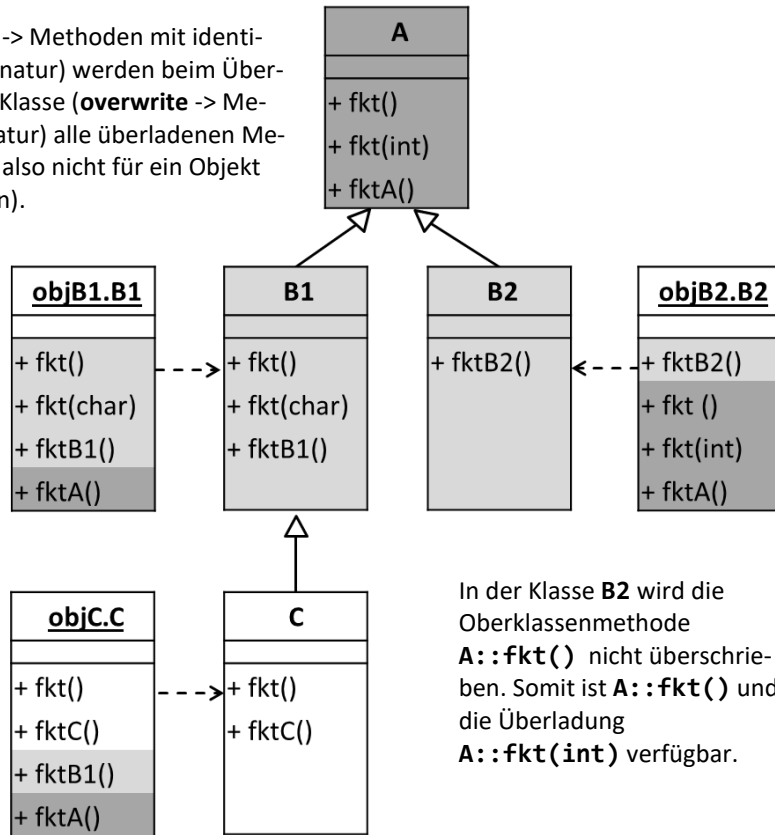 -> Methoden mit identi-
natur) werden beim Über-
Klasse (overwrite -> Me-
atur) alle überladenen Me-
also nicht für ein Objekt
n).
A
+ fkt()
+ fkt(int)
+ fktA()
objB1.B1
+ fkt()
+ fkt(char)
+ fktB1()
+ fktA()
B1
+ fkt()
+ fkt(char)
+ fktB1()
B2
+ fktB2()
objB2.B2
+ fktB2()
+ fkt ()
+ fkt(int)
+ fktA()
objC.C
+ fkt()
+ fktC()
+ fktB1()
+ fktA()
C
+ fkt()
+ fktC()
In der Klasse B2 wird die
Oberklassenmethode
A::fkt() nicht überschrie-
ben. Somit ist A::fkt() und
die Überladung
A::fkt(int) verfügbar.